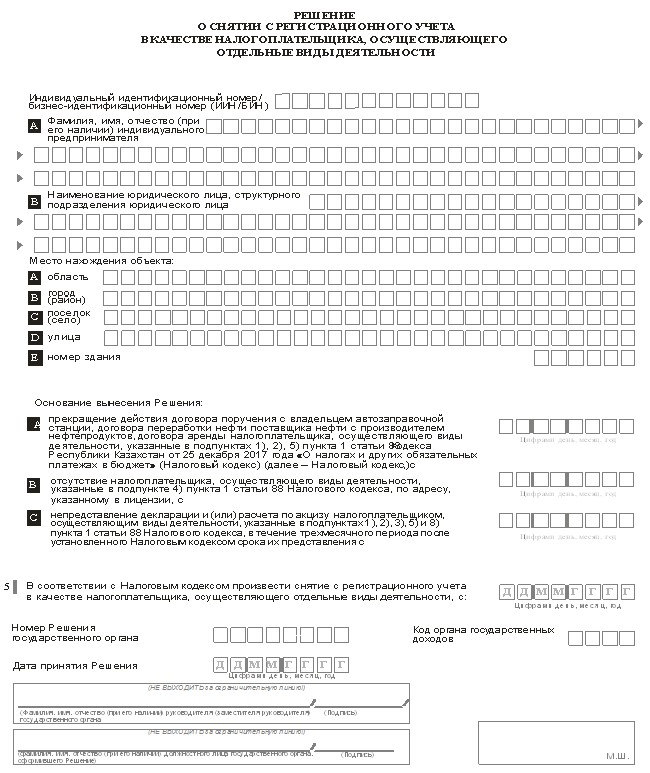 РЕШЕНИЕ
О СНЯТИИ С РЕГИСТРАЦИОННОГО УЧЕТА
В КАЧЕСТВЕ НАЛОГОПЛАТЕЛЬЩИКА, ОСУЩЕСТВЛЯЮЩЕГО
ОТДЕЛЬНЫЕ ВИДЫ ДЕЯТЕЛЬНОСТИ
Индивидуальный идентификационный номер/
бизнес-идентификационный номер (ИИН/БИН)
A Фамилия, имя, отчество (при
его наличии) индивидуального
предпринимателя
B Наименование юридического лица, структурного
подразделения юридического лица
Место нахождения объекта:
A область
B город
(район)
C поселок
(село)
D улица
E номер здания
Основание вынесения Решения:
A прекращение действия договора поручения с владельцем автозаправочной
станции, договора переработки нефти поставщика нефти с производителем
нефтепродуктов, договора аренды налогоплательщика, осуществляющего виды
деятельности, указанные в подпунктах 1), 2), 5) пункта 1 статьи 88 Кодекса
Республики Казахстан от 25 декабря 2017 года «О налогах и других обязательных
платежах в бюджет» (Налоговый кодекс) (далее – Налоговый кодекс), с
Цифрами день, месяц, год
B отсутствие налогоплательщика, осуществляющего виды деятельности,
указанные в подпункте 4) пункта 1 статьи 88 Налогового кодекса, по адресу,
указанному в лицензии, с
Цифрами день, месяц, год
C непредставление декларации и (или) расчета по акцизу налогоплательщиком,
осуществляющим виды деятельности, указанные в подпунктах 1), 2), 3), 5) и 8)
пункта 1 статьи 88 Налогового кодекса, в течение трехмесячного периода после
установленного Налоговым кодексом срока их представления с
Цифрами день, месяц, год
5 В соответствии с Налоговым кодексом произвести снятие с регистрационного учета
в качестве налогоплательщика, осуществляющего отдельные виды деятельности, с:
Д Д М М Г Г Г Г
Цифрами день, месяц, год
Номер Решения
государственного органа
Код органа государственных
доходов
Дата принятия Решения
Д Д М М Г Г Г Г
Цифрами день, месяц, год
(НЕ ВЫХОДИТЬ за ограничительную линию)
(Фамилия, имя, отчество (при его наличии) руководителя (заместителя руководителя) (Подпись)
государственного органа
(НЕ ВЫХОДИТЬ за ограничительную линию)
(фамилия, имя, отчество (при его наличии) должностного лица государственного органа, (Подпись)
оформившего Решение)
М.Ш.